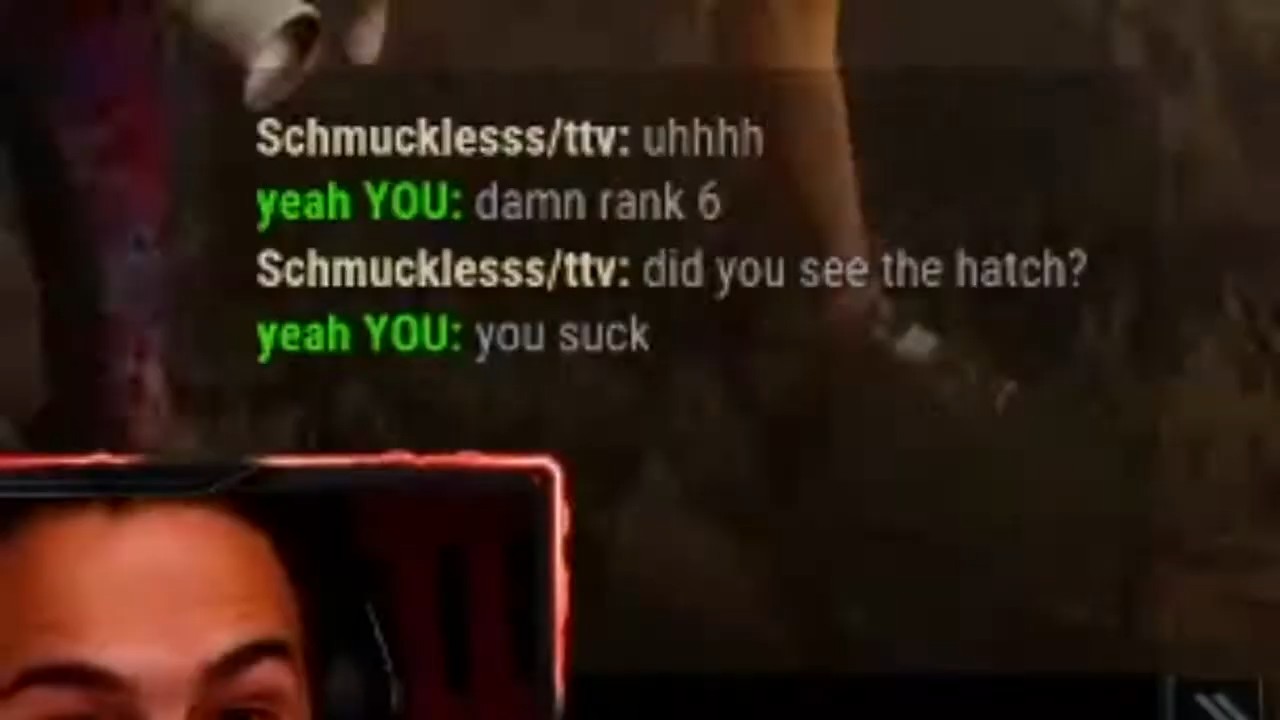 Schmucklesss/ttv: uhhhh
yeah YOU: damn rank 6
Schmucklesss/ttv: did you see the hatch?
yeah YOU: you suck